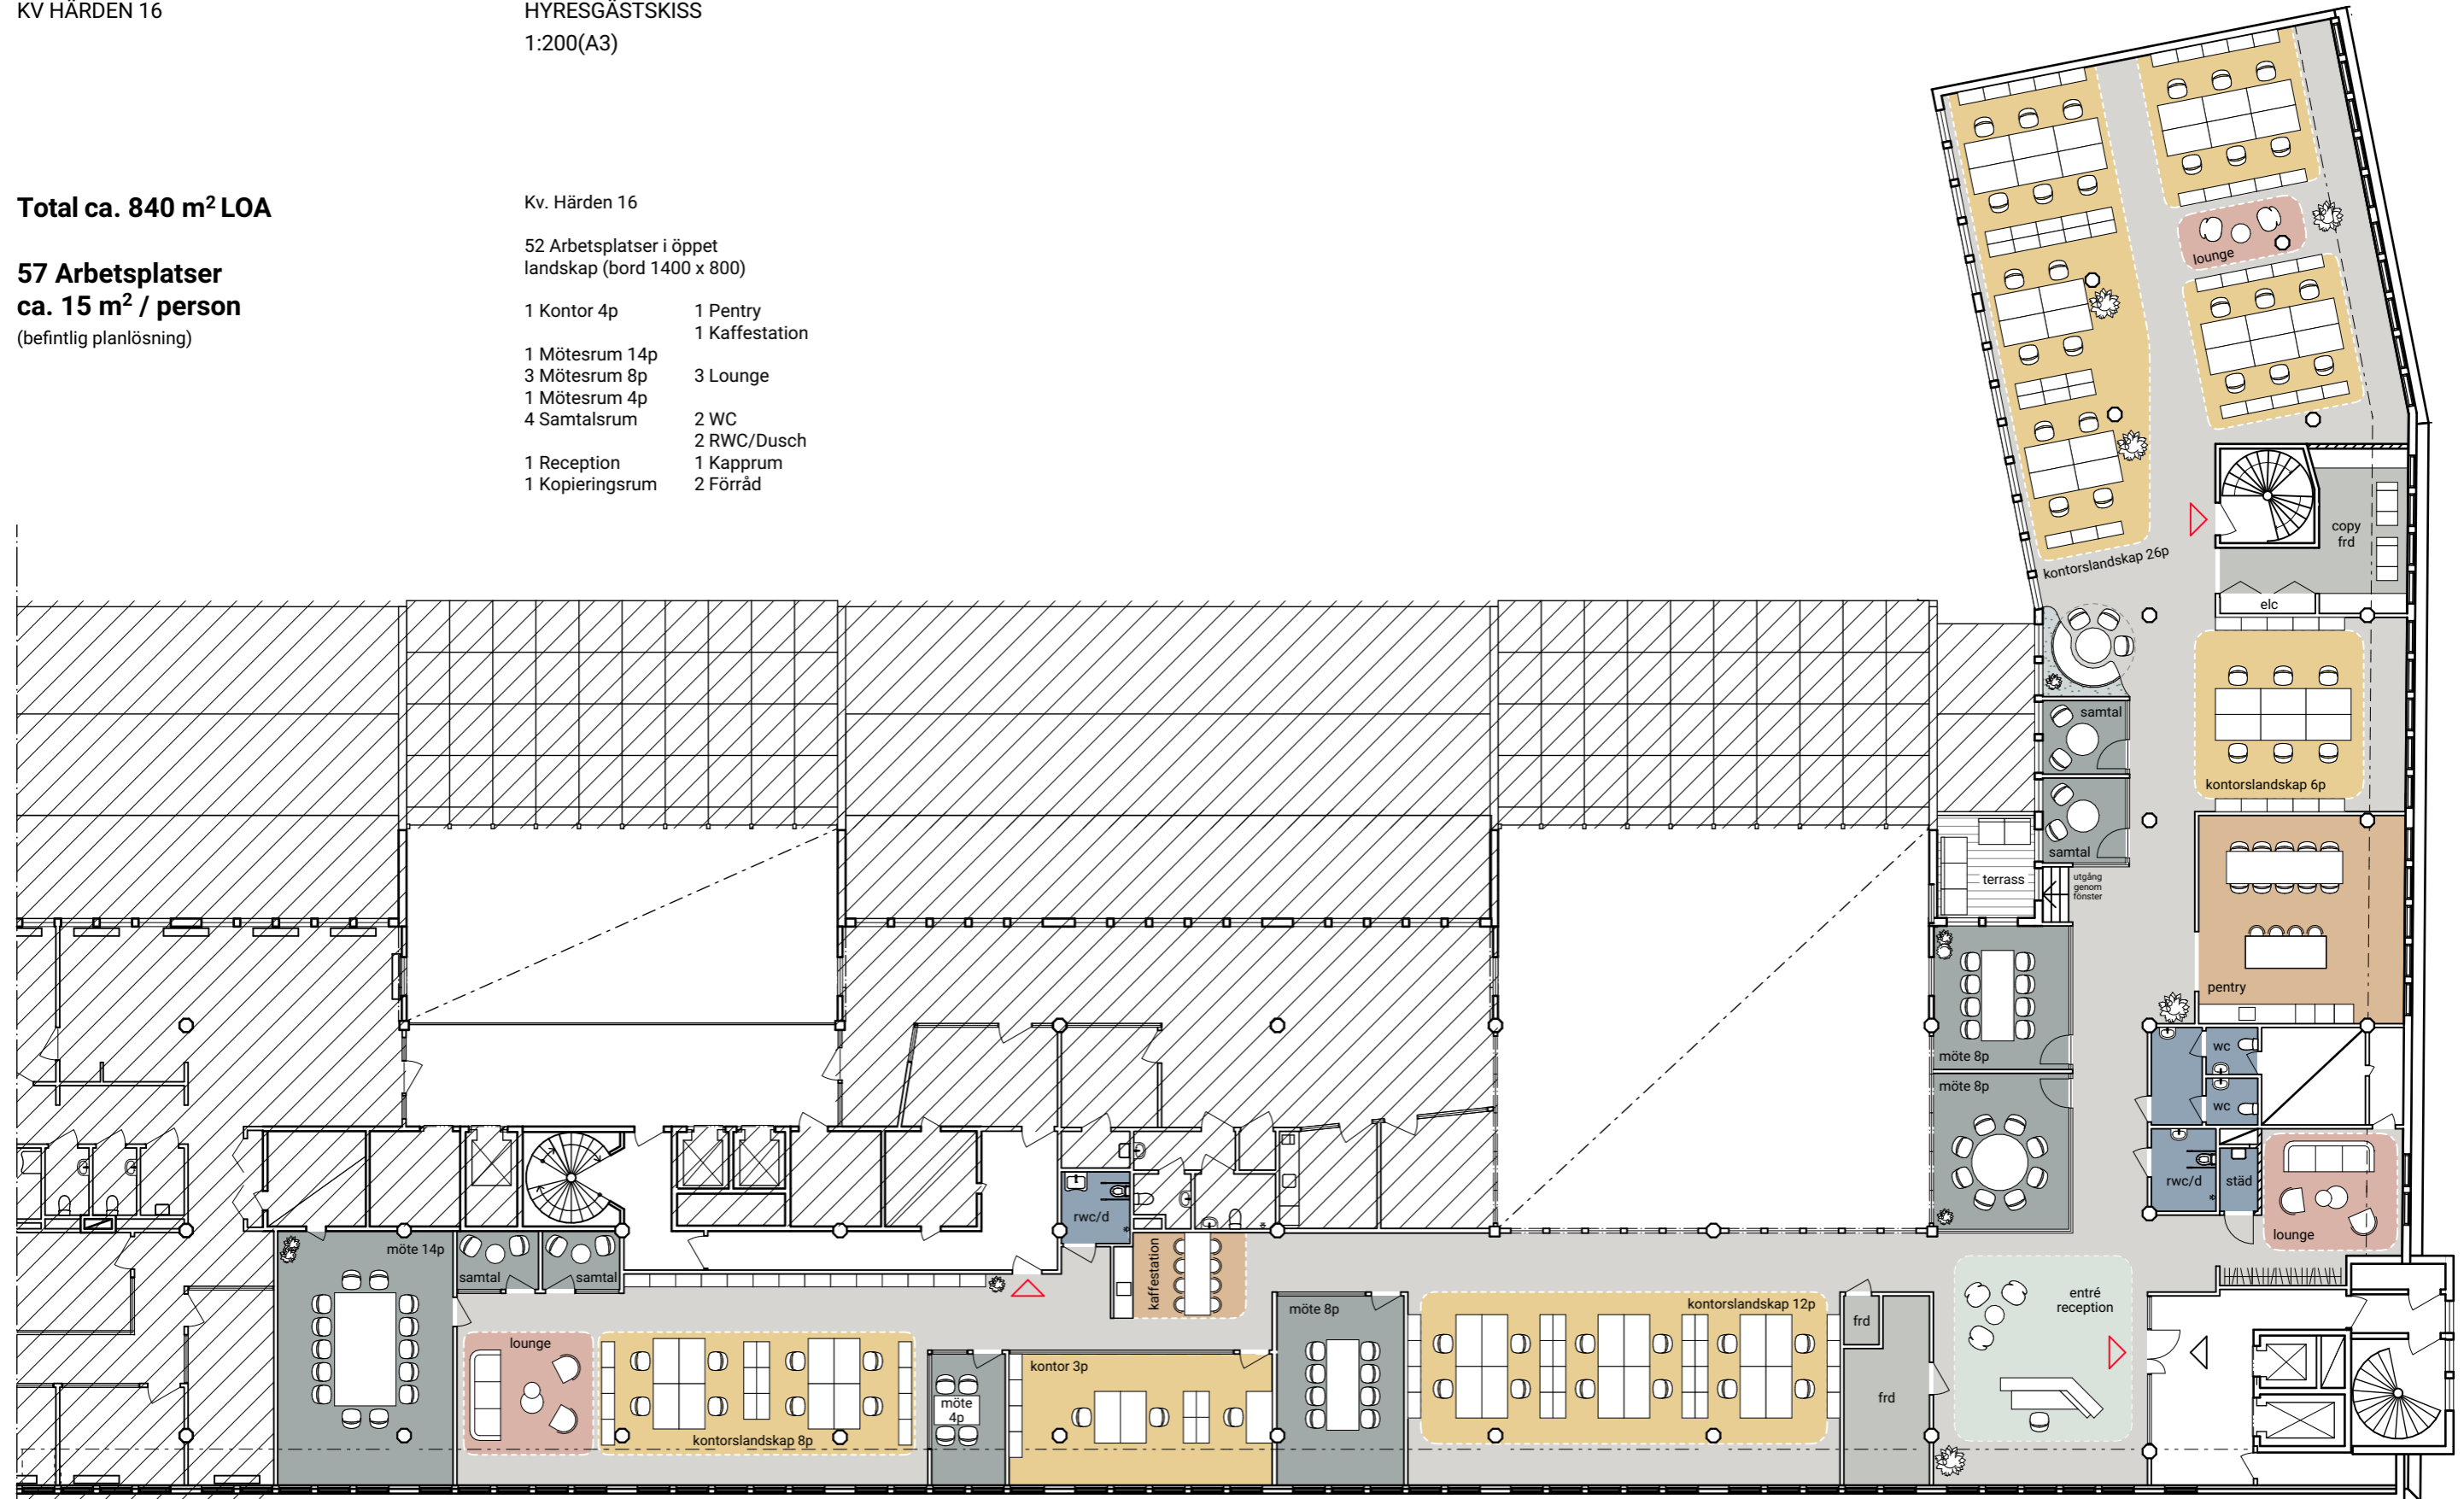 KV HÄRDEN 16
HYRESGÄSTSKISS
1:200(A3)
Total ca. 840 m² LOA
57 Arbetsplatser
ca. 15 m² / person
(befintlig planlösning)
Kv. Härden 16
52 Arbetsplatser i öppet
landskap (bord 1400 x 800)
1 Kontor 4p
1 Pentry
1 Kaffestation
1 Mötesrum 14p
3 Mötesrum 8p
3 Lounge
1 Mötesrum 4p
4 Samtalsrum
2 WC
2 RWC/Dusch
1 Reception
1 Kapprum
1 Kopieringsrum
2 Förråd
lounge
copy
frd
kontorslandskap 26p
elc
samtal
kontorslandskap 6p
samtal
terrass
utgång
genom
fönster
pentry
möte 8p
wc
möte 8p
wc
rwc/d
städ
lounge
rwc/d
möte 14p
samtal
samtal
kaffestation
entré
reception
lounge
möte 8p
kontorslandskap 12p
frd
kontor 3p
möte
4p
frd
kontorslandskap 8p